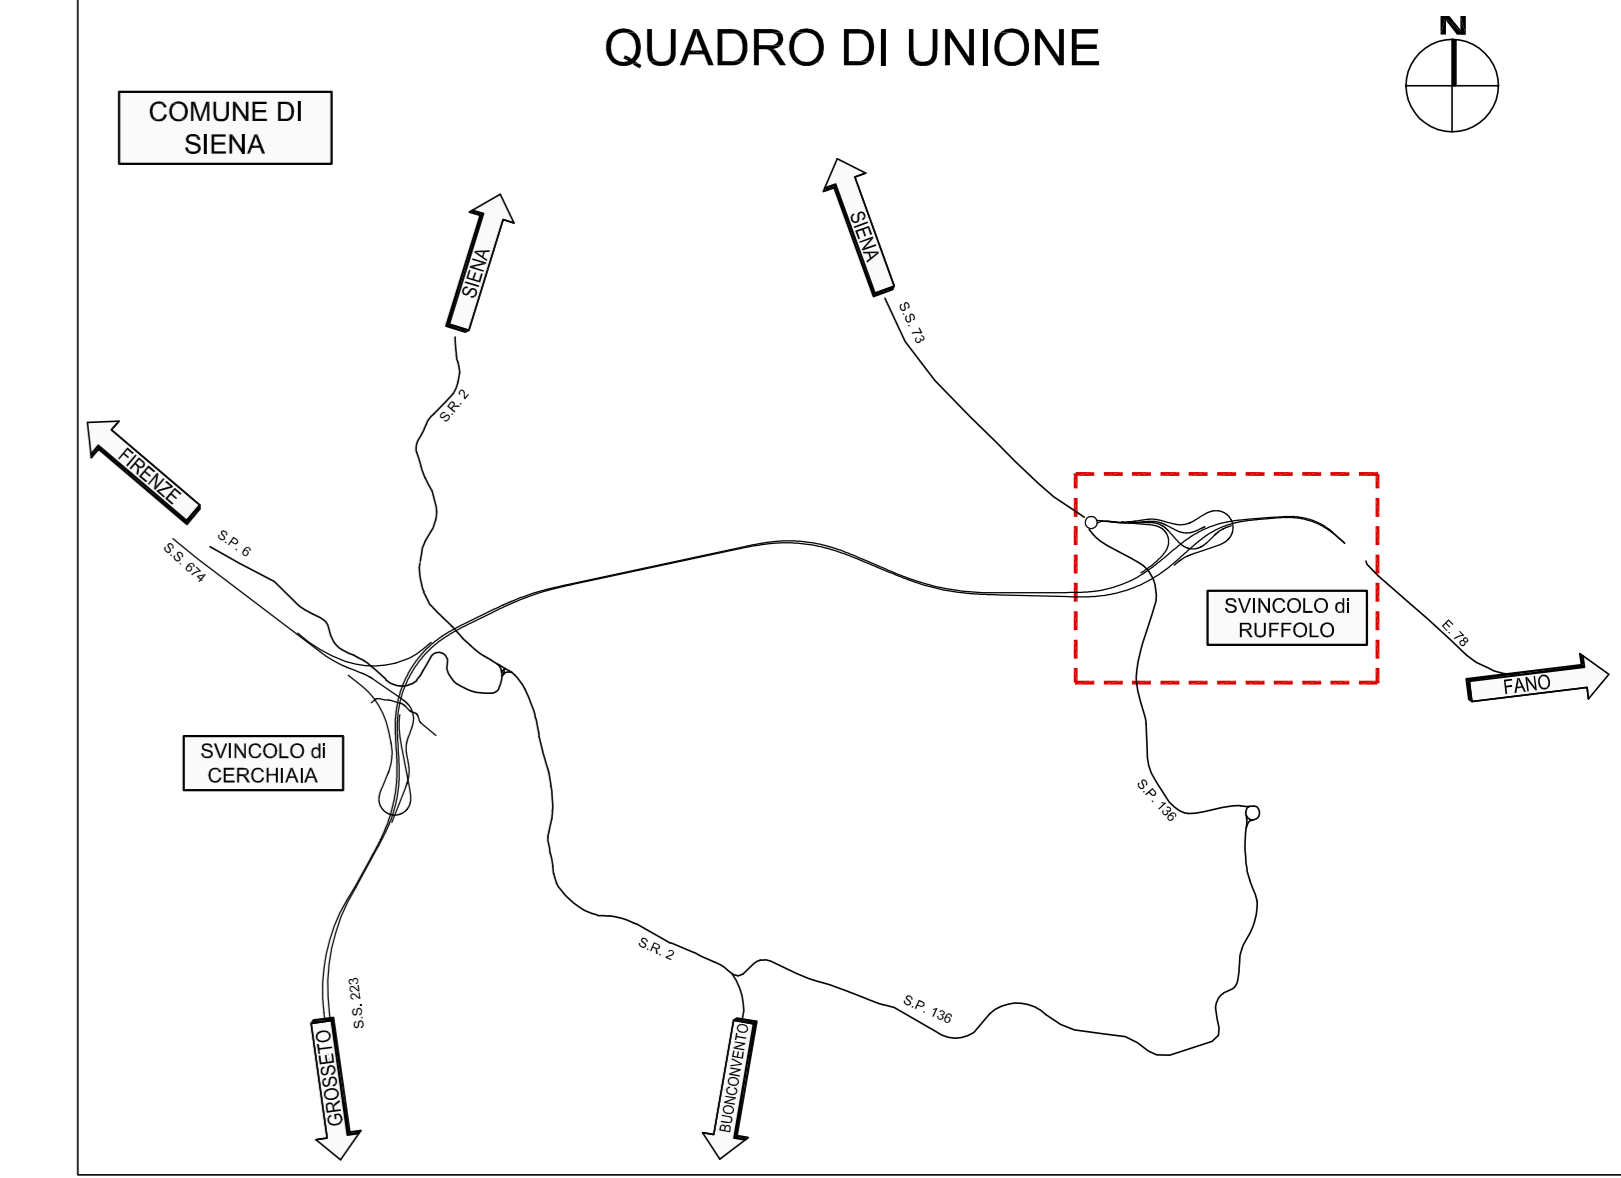 QUADRO DI UNIONE
N
COMUNE DI
SIENA
SIENA
SIENA
S.S. 73
S.R. 2
FIRENZE
S.P. 6
S.S. 674
SVINCOLO di
RUFFOLO
E. 78
FANO
SVINCOLO di
CERCHIAIA
S.P. 136
S.R. 2
S.P. 136
S.S. 223
GROSSETO
BUONCONVENTO